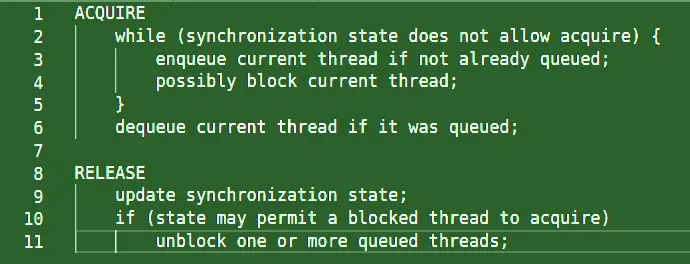 1 ACQUIRE
2 while (synchronization state does not allow acquire) {
3 enqueue current thread if not already queued;
4 possibly block current thread;
5 }
6 dequeue current thread if it was queued;
7
8 RELEASE
9 update synchronization state;
10 if (state may permit a blocked thread to acquire)
11 unblock one or more queued threads;